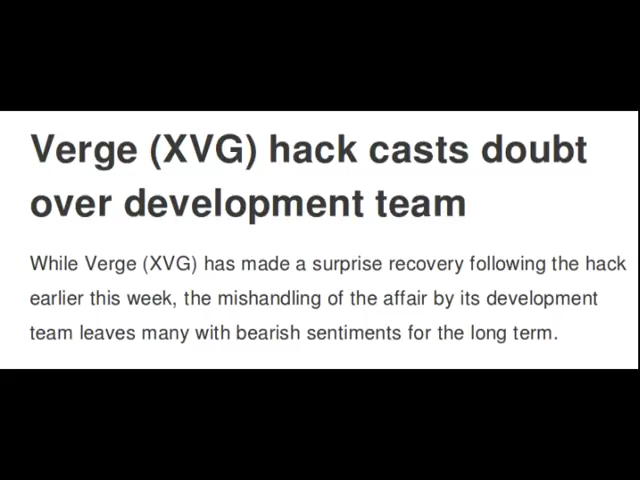 Verge (XVG) hack casts doubt
over development team
While Verge (XVG) has made a surprise recovery following the hack
earlier this week, the mishandling of the affair by its development
team leaves many with bearish sentiments for the long term.